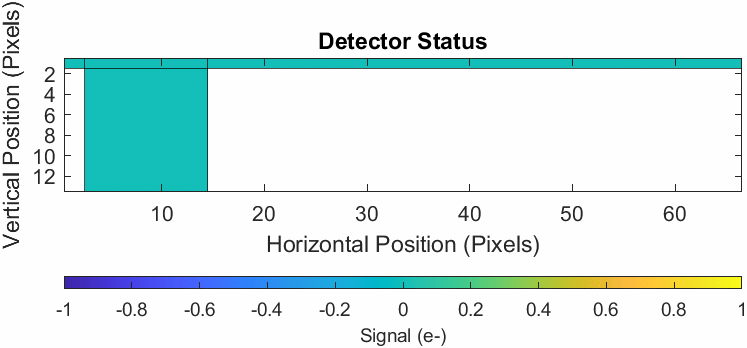 Detector Status
Vertical Position (Pixels)
2
4
6
8
10
12
10 20 30 40 50 60
Horizontal Position (Pixels)
-1 -0.8 -0.6 -0.4 -0.2 0 0.2 0.4 0.6 0.8 1
Signal (e-)